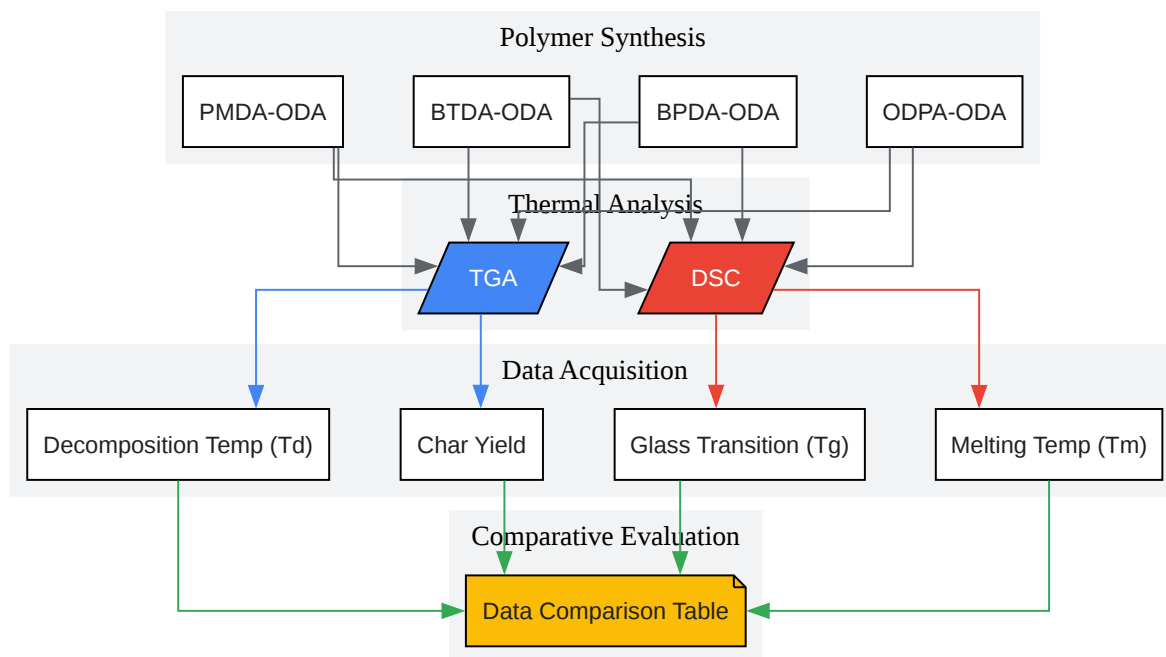 Polymer Synthesis
PMDA-ODA
BTDA-ODA
BPDA-ODA
ODPA-ODA
Thermal Analysis
TGA
DSC
Data Acquisition
Decomposition Temp (Td)
Char Yield
Glass Transition (Tg)
Melting Temp (Tm)
Comparative Evaluation
Data Comparison Table